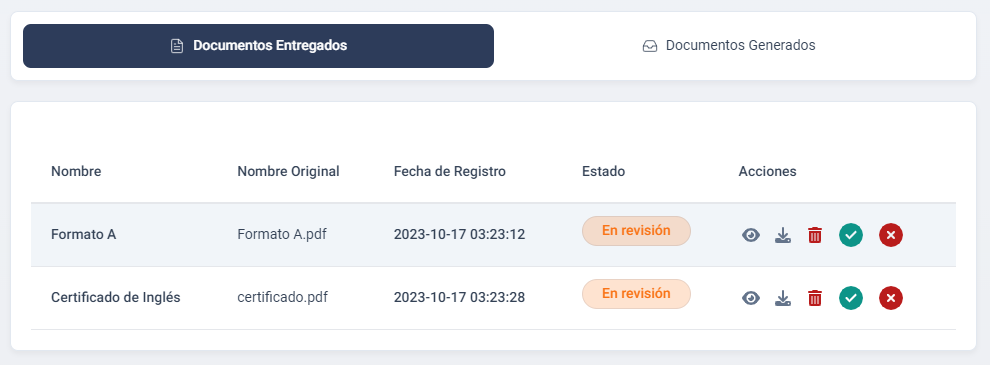 Documentos Entregados Documentos Generados
Nombre Nombre Original Fecha de Registro Estado Acciones
Formato A Formato A.pdf 2023-10-17 03:23:12 En revisión
Certificado de Inglés certificado.pdf 2023-10-17 03:23:28 En revisión